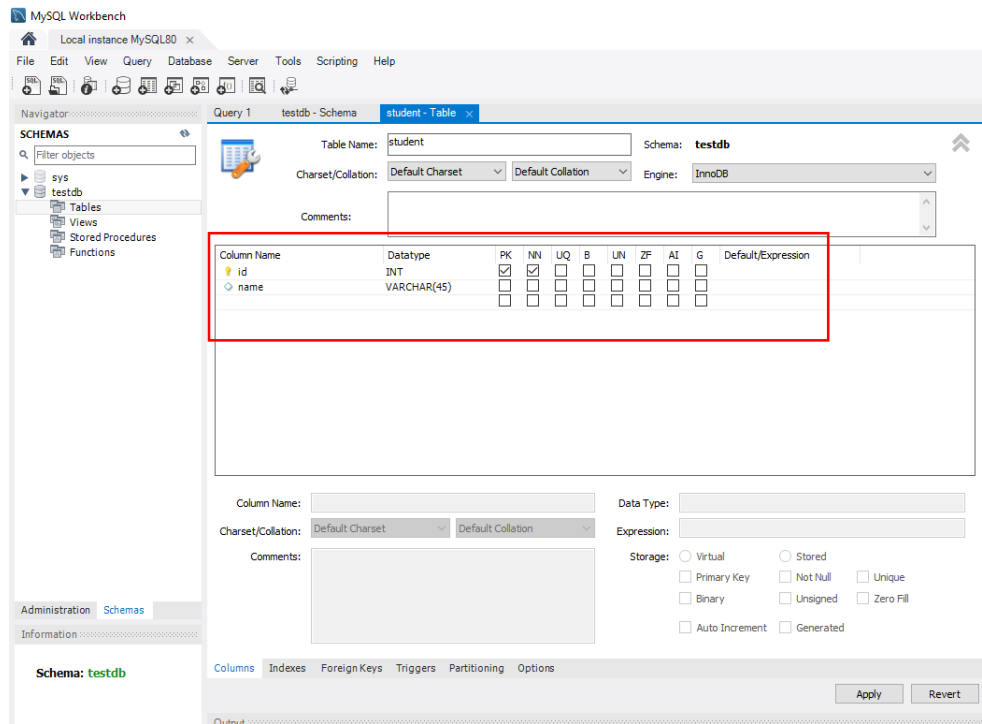 MySQL Workbench
Local instance MySQL80
File Edit View Query Database Server Tools Scripting Help
Navigator
SCHEMAS
Filter objects
sys
testdb
Tables
Views
Stored Procedures
Functions
Administration Schemas
Information
Schema: testdb
Query 1 testdb - Schema student - Table
Table Name: student Schema: testdb
Charset/Collation: Default Charset Default Collation Engine: InnoDB
Comments:
Column Name Datatype PK NN UQ B UN ZF AI G Default/Expression
id INT
name VARCHAR(45)
Column Name: Data Type:
Charset/Collation: Default Charset Default Collation Expression:
Comments: Storage: Virtual Stored
Primary Key Not Null Unique
Binary Unsigned Zero Fill
Auto Increment Generated
Columns Indexes Foreign Keys Triggers Partitioning Options
Apply Revert
Output